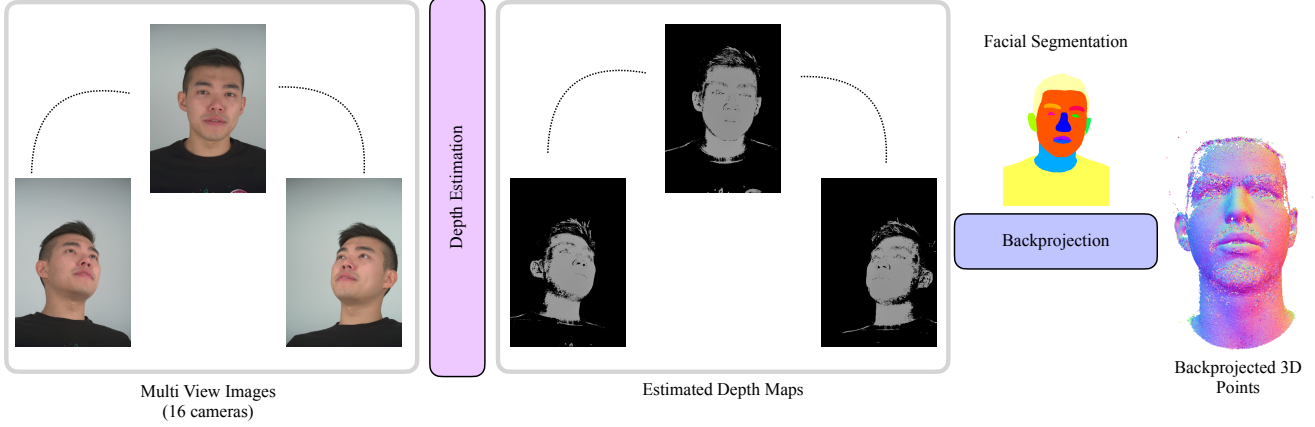 Multi View Images
(16 cameras)
Depth Estimation
Estimated Depth Maps
Facial Segmentation
Backprojection
Backprojected 3D
Points